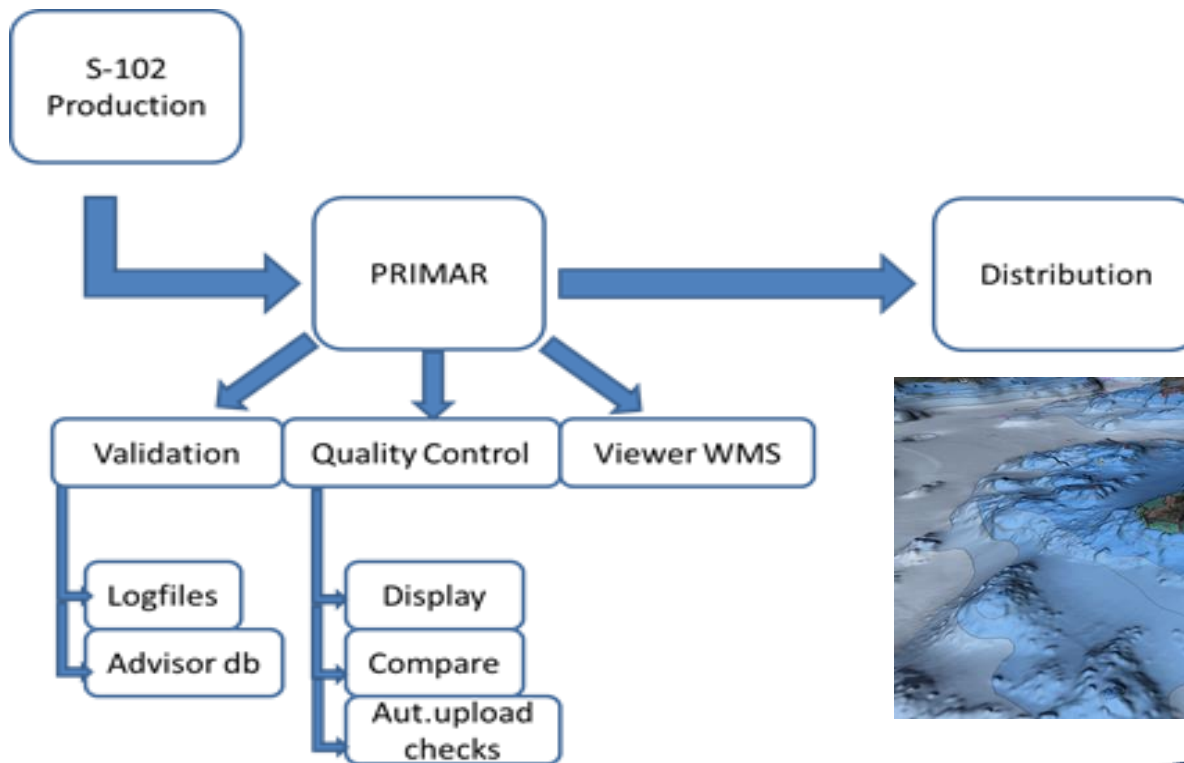 S-102
Production
PRIMAR
Distribution
Validation
Quality Control
Viewer WMS
Logfiles
Advisor db
Display
Compare
Aut.upload
checks